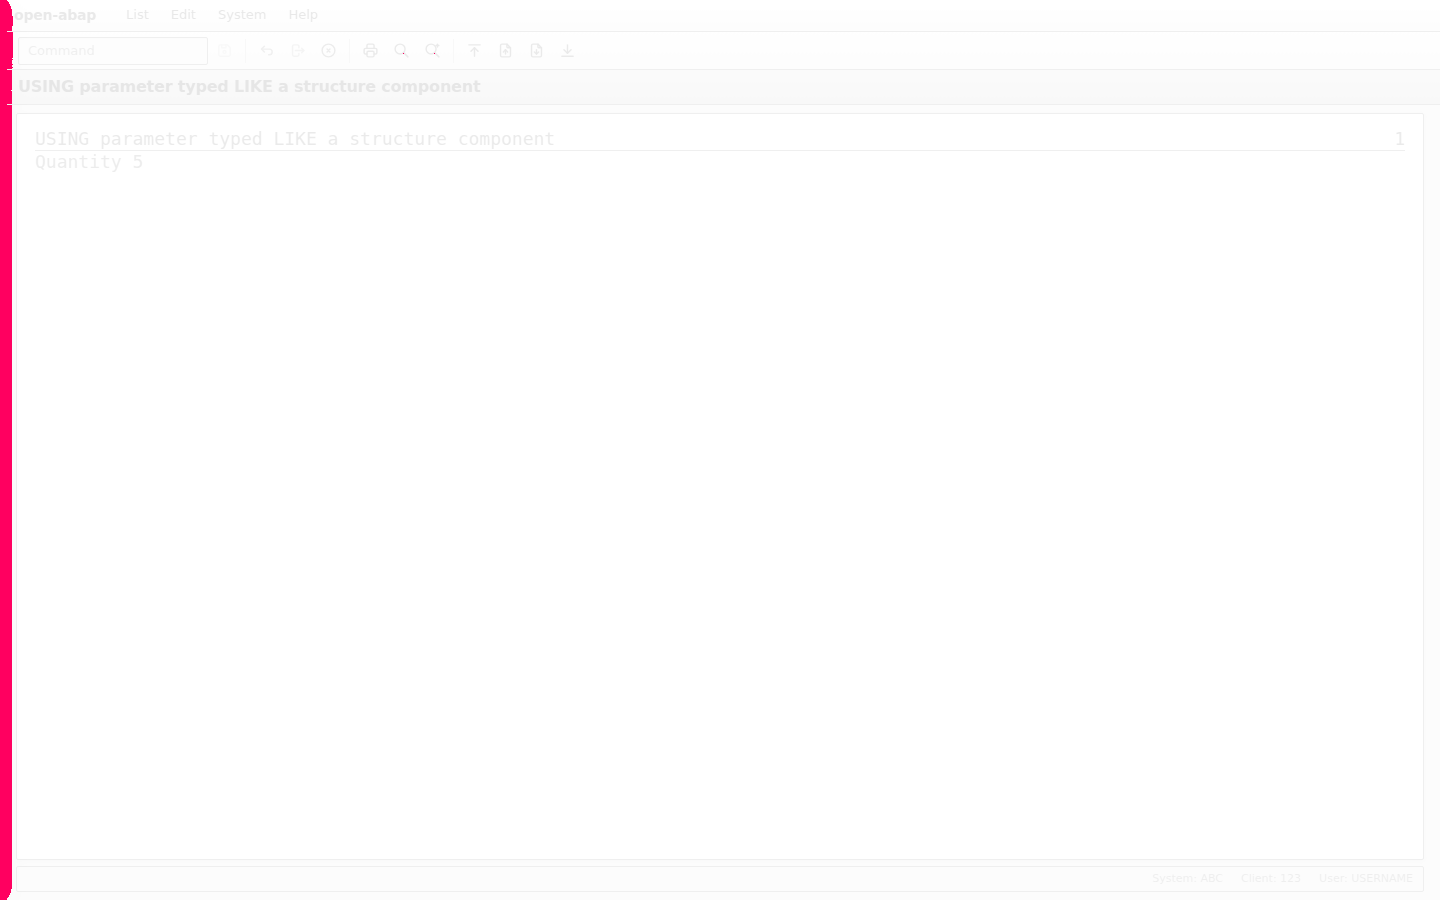 open-abap List Edit System Help
Command
USING parameter typed LIKE a structure component
USING parameter typed LIKE a structure component 1
Quantity 5
System: ABC Client: 123 User: USERNAME